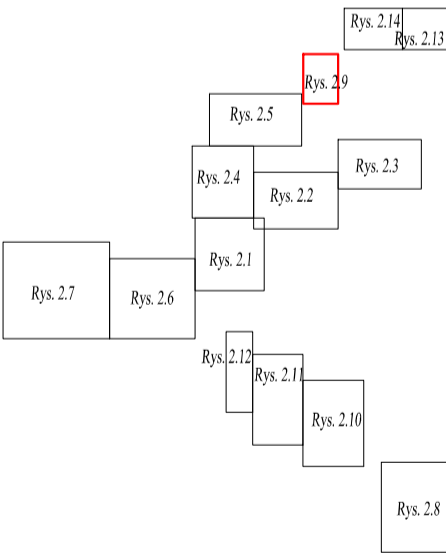 Rys. 2.14
Rys. 2.13
Rys. 2.9
Rys. 2.5
Rys. 2.3
Rys. 2.4
Rys. 2.2
Rys. 2.1
Rys. 2.7
Rys. 2.6
Rys. 2.12
Rys. 2.11
Rys. 2.10
Rys. 2.8